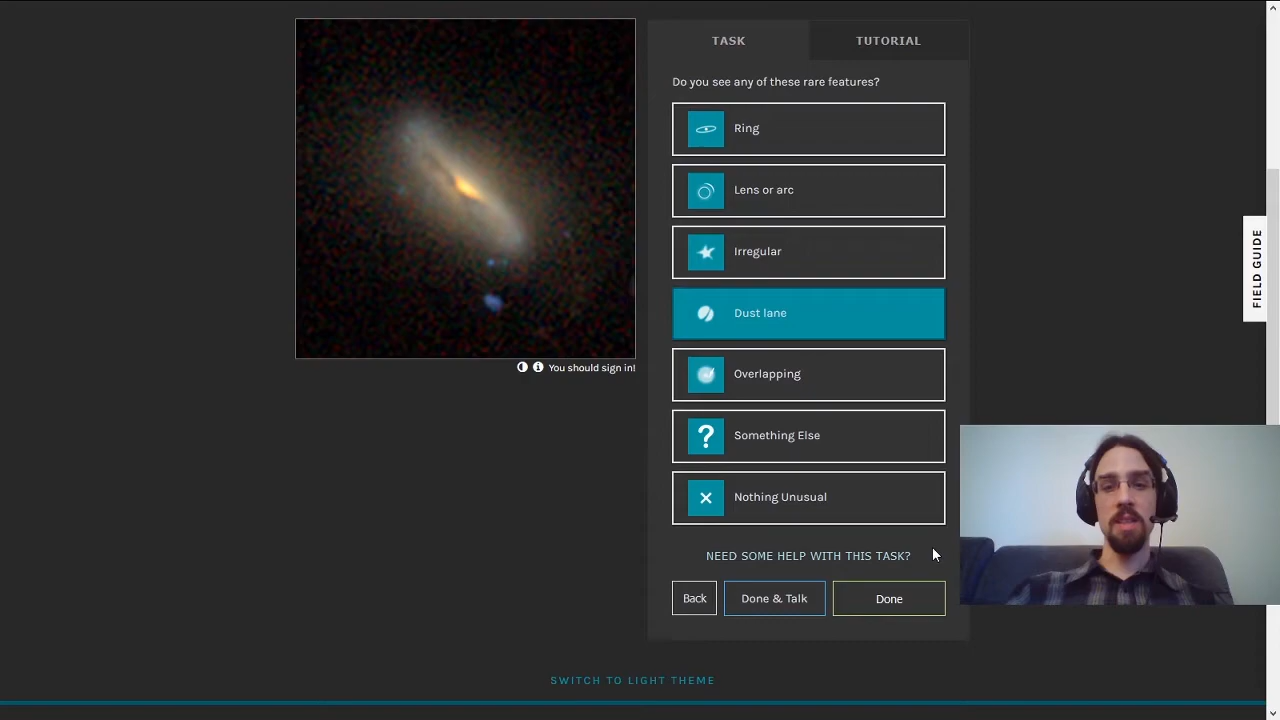 TASK
TUTORIAL
Do you see any of these rare features?
Ring
Lens or arc
Irregular
Dust lane
Overlapping
Something Else
Nothing Unusual
NEED SOME HELP WITH THIS TASK?
Back
Done & Talk
Done
You should sign in!
FIELD GUIDE
SWITCH TO LIGHT THEME